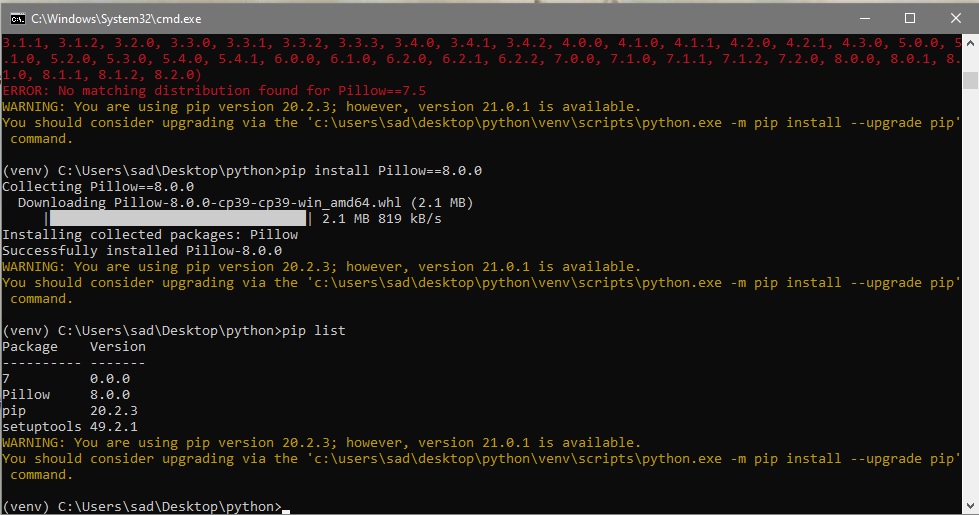 C:\Windows\System32\cmd.exe
3.1.1, 3.1.2, 3.2.0, 3.3.0, 3.3.1, 3.3.2, 3.3.3, 3.4.0, 3.4.1, 3.4.2, 4.0.0, 4.1.0, 4.1.1, 4.2.0, 4.2.1, 4.3.0, 5.0.0, 5
.1.0, 5.2.0, 5.3.0, 5.4.0, 5.4.1, 6.0.0, 6.1.0, 6.2.0, 6.2.1, 6.2.2, 7.0.0, 7.1.0, 7.1.1, 7.1.2, 7.2.0, 8.0.0, 8.0.1, 8.
1.0, 8.1.1, 8.1.2, 8.2.0)
ERROR: No matching distribution found for Pillow==7.5
WARNING: You are using pip version 20.2.3; however, version 21.0.1 is available.
You should consider upgrading via the 'c:\users\sad\desktop\python\venv\scripts\python.exe -m pip install --upgrade pip'
command.
(venv) C:\Users\sad\Desktop\python>pip install Pillow==8.0.0
Collecting Pillow==8.0.0
Downloading Pillow-8.0.0-cp39-cp39-win_amd64.whl (2.1 MB)
| | 2.1 MB 819 kB/s
Installing collected packages: Pillow
Successfully installed Pillow-8.0.0
WARNING: You are using pip version 20.2.3; however, version 21.0.1 is available.
You should consider upgrading via the 'c:\users\sad\desktop\python\venv\scripts\python.exe -m pip install --upgrade pip'
command.
(venv) C:\Users\sad\Desktop\python>pip list
Package Version
---------- -------
7 0.0.0
Pillow 8.0.0
pip 20.2.3
setuptools 49.2.1
WARNING: You are using pip version 20.2.3; however, version 21.0.1 is available.
You should consider upgrading via the 'c:\users\sad\desktop\python\venv\scripts\python.exe -m pip install --upgrade pip'
command.
(venv) C:\Users\sad\Desktop\python>